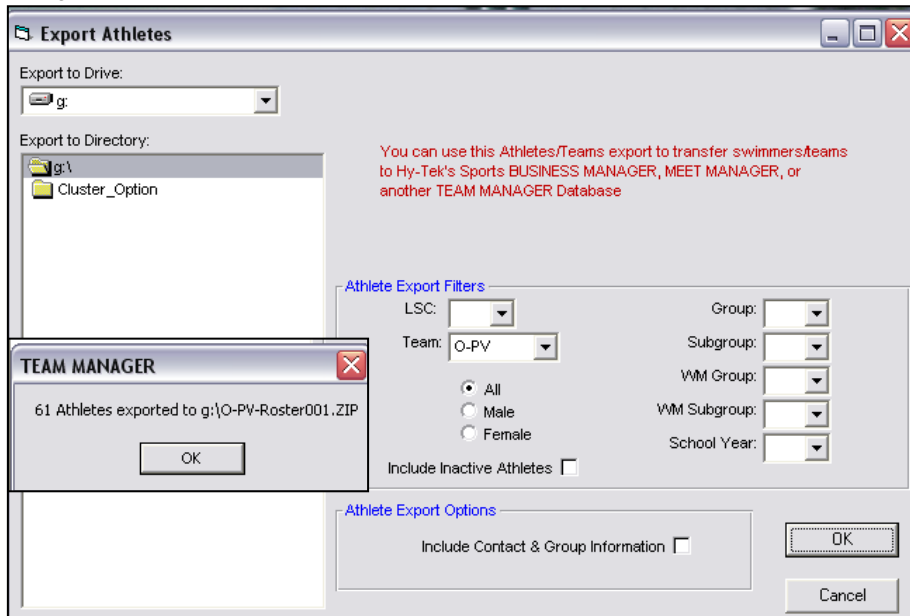 Export Athletes
Export to Drive:
g:
Export to Directory:
g:\
Cluster_Option
You can use this Athletes/Teams export to transfer swimmers/teams
to Hy-Tek's Sports BUSINESS MANAGER, MEET MANAGER, or
another TEAM MANAGER Database
Athlete Export Filters
LSC:
Team: O-PV
All
Male
Female
Include Inactive Athletes
Group:
Subgroup:
WM Group:
WM Subgroup:
School Year:
TEAM MANAGER
61 Athletes exported to g:\O-PV-Roster001.ZIP
OK
Athlete Export Options
Include Contact & Group Information
OK
Cancel